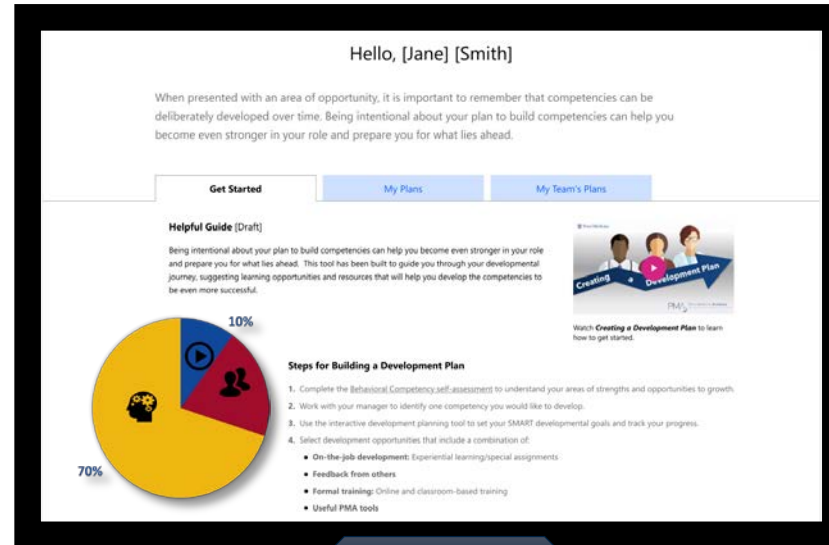 Hello, [Jane] [Smith]
When presented with an area of opportunity, it is important to remember that competencies can be
deliberately developed over time. Being intentional about your plan to build competencies can help you
become even stronger in your role and prepare you for what lies ahead.
Get Started
My Plans
My Team's Plans
Helpful Guide [Draft]
Being intentional about your plan to build competencies can help you become even stronger in your role
and prepare you for what lies ahead. This tool has been built to guide you through your developmental
journey, suggesting learning opportunities and resources that will help you develop the competencies to
be even more successful.
Creating a Development Plan
PMA
Watch Creating a Development Plan to learn
how to get started.
10%
70%
Steps for Building a Development Plan
1. Complete the Behavioral Competency self-assessment to understand your areas of strengths and opportunities to growth.
2. Work with your manager to identify one competency you would like to develop.
3. Use the interactive development planning tool to set your SMART developmental goals and track your progress.
4. Select development opportunities that include a combination of:
• On-the-job development: Experiential learning/special assignments
• Feedback from others
• Formal training: Online and classroom-based training
• Useful PMA tools